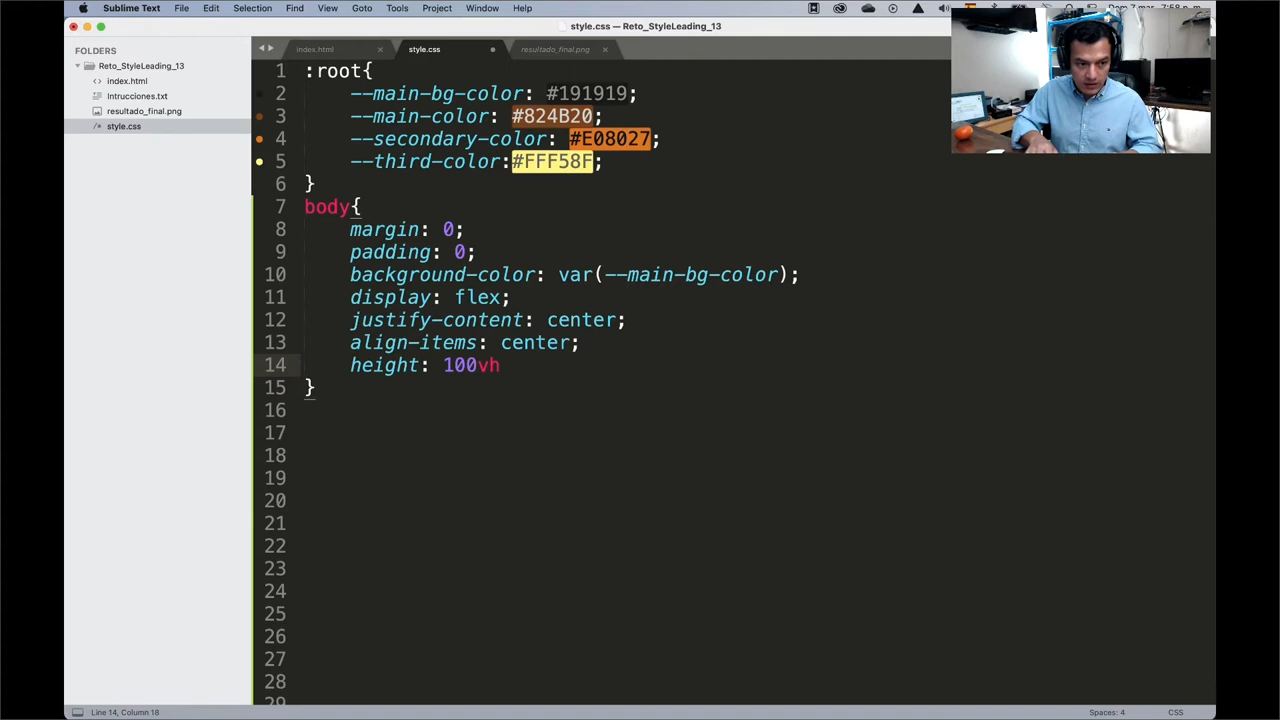 Sublime Text File Edit Selection Find View Goto Tools Project Window Help
style.css — Reto_StyleLeading_13
FOLDERS
Reto_StyleLeading_13
index.html
Intrucciones.txt
resultado_final.png
style.css
index.html
style.css
resultado_final.png
1 :root{
2 --main-bg-color: #191919;
3 --main-color: #824B20;
4 --secondary-color: #E08027;
5 --third-color:#FFF58F;
6 }
7 body{
8 margin: 0;
9 padding: 0;
10 background-color: var(--main-bg-color);
11 display: flex;
12 justify-content: center;
13 align-items: center;
14 height: 100vh
15 }
16
17
18
19
20
21
22
23
24
25
26
27
28
29
Line 14, Column 18
Spaces: 4
CSS